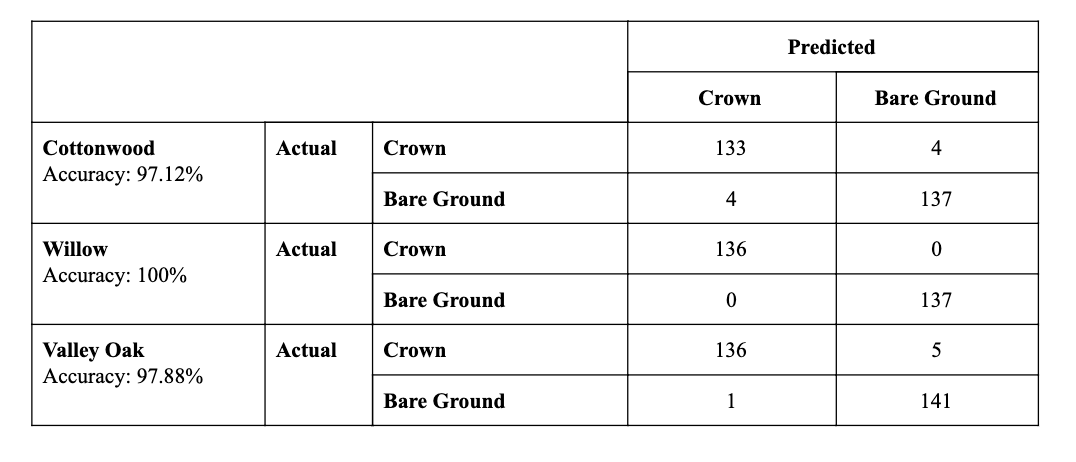 Predicted
Crown Bare Ground
Cottonwood Actual Crown 133 4
Accuracy: 97.12%
Bare Ground 4 137
Willow Actual Crown 136 0
Accuracy: 100%
Bare Ground 0 137
Valley Oak Actual Crown 136 5
Accuracy: 97.88%
Bare Ground 1 141